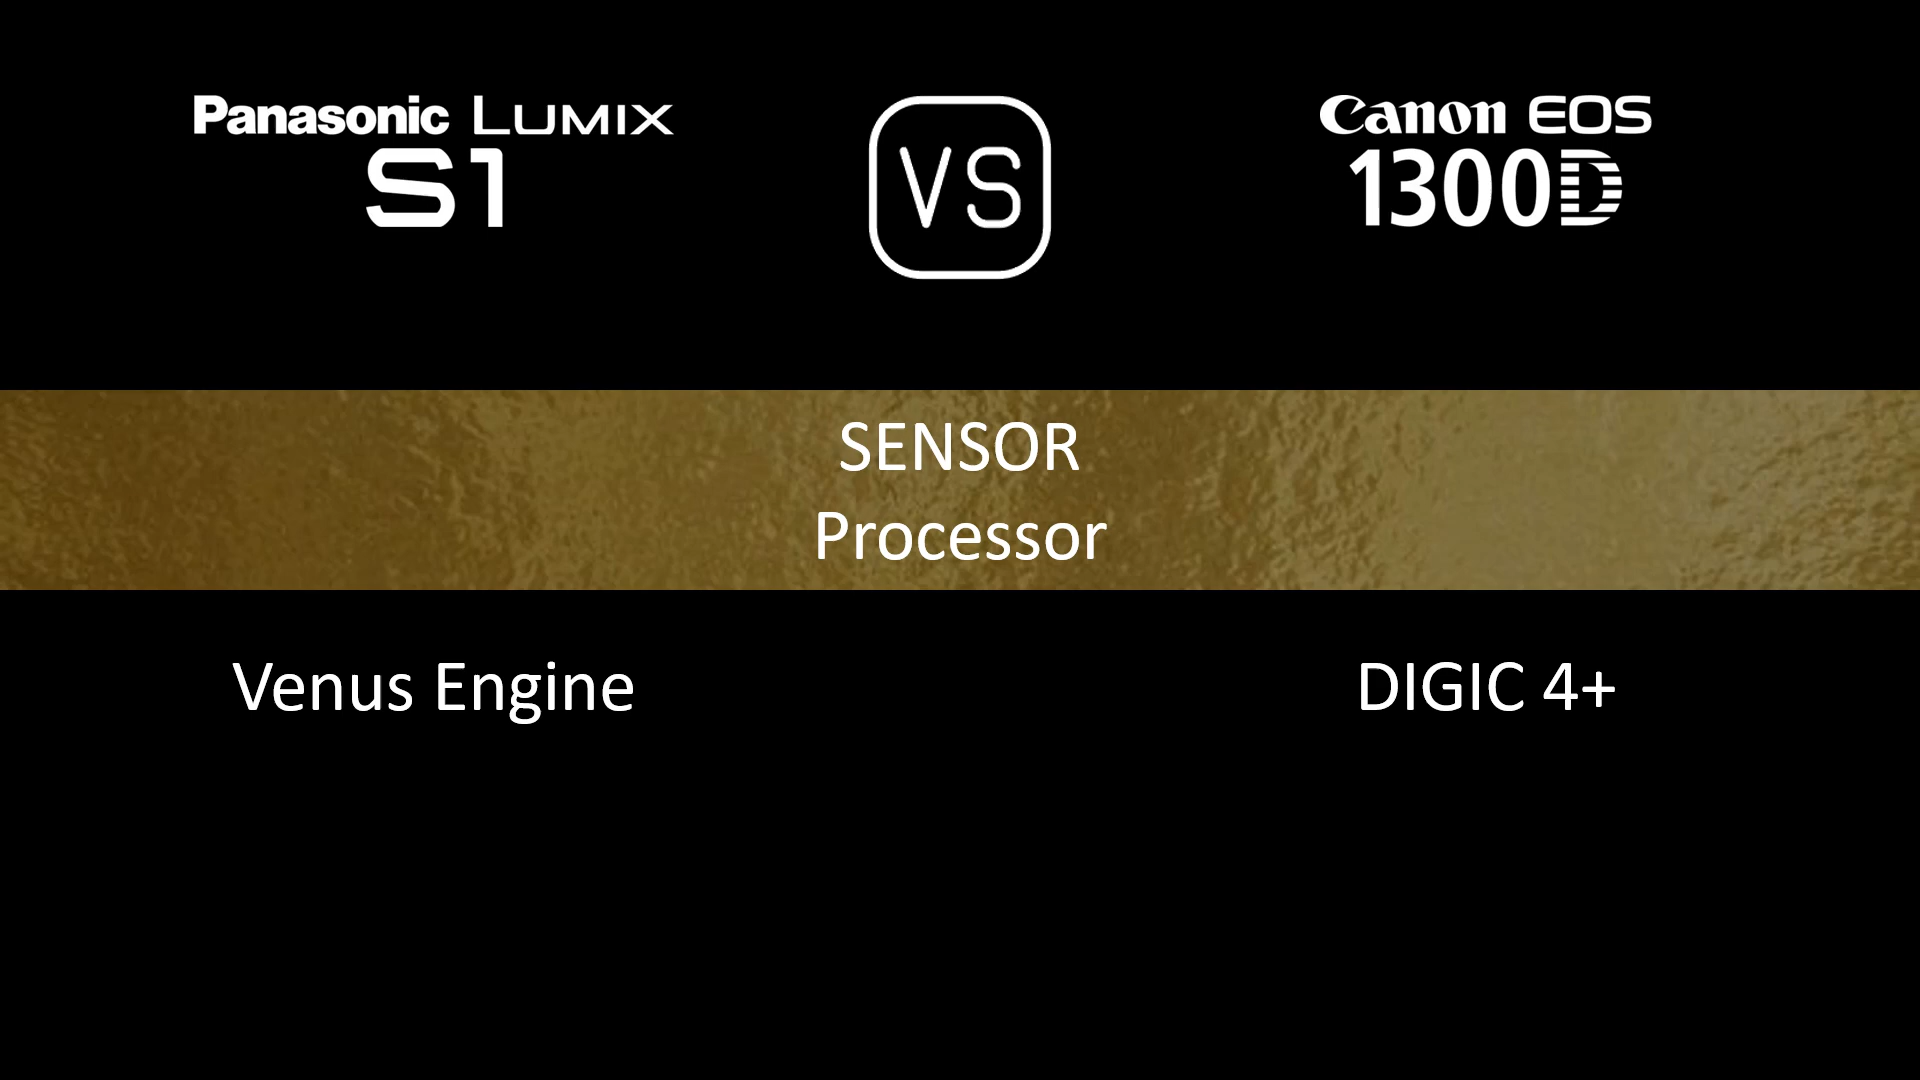 Panasonic LUMIX
S1
VS
Canon EOS
1300D
SENSOR
Processor
Venus Engine
DIGIC 4+